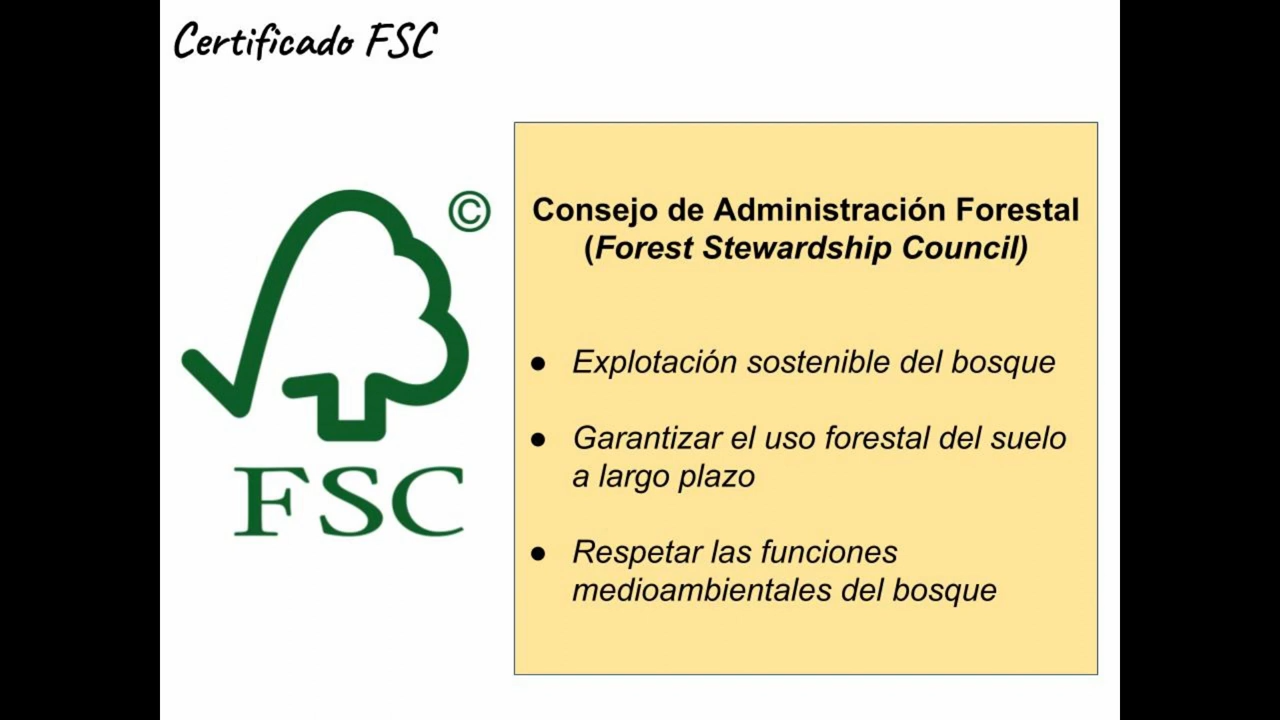 Certificado FSC
©
FSC
Consejo de Administración Forestal
(Forest Stewardship Council)
● Explotación sostenible del bosque
● Garantizar el uso forestal del suelo
a largo plazo
● Respetar las funciones
medioambientales del bosque